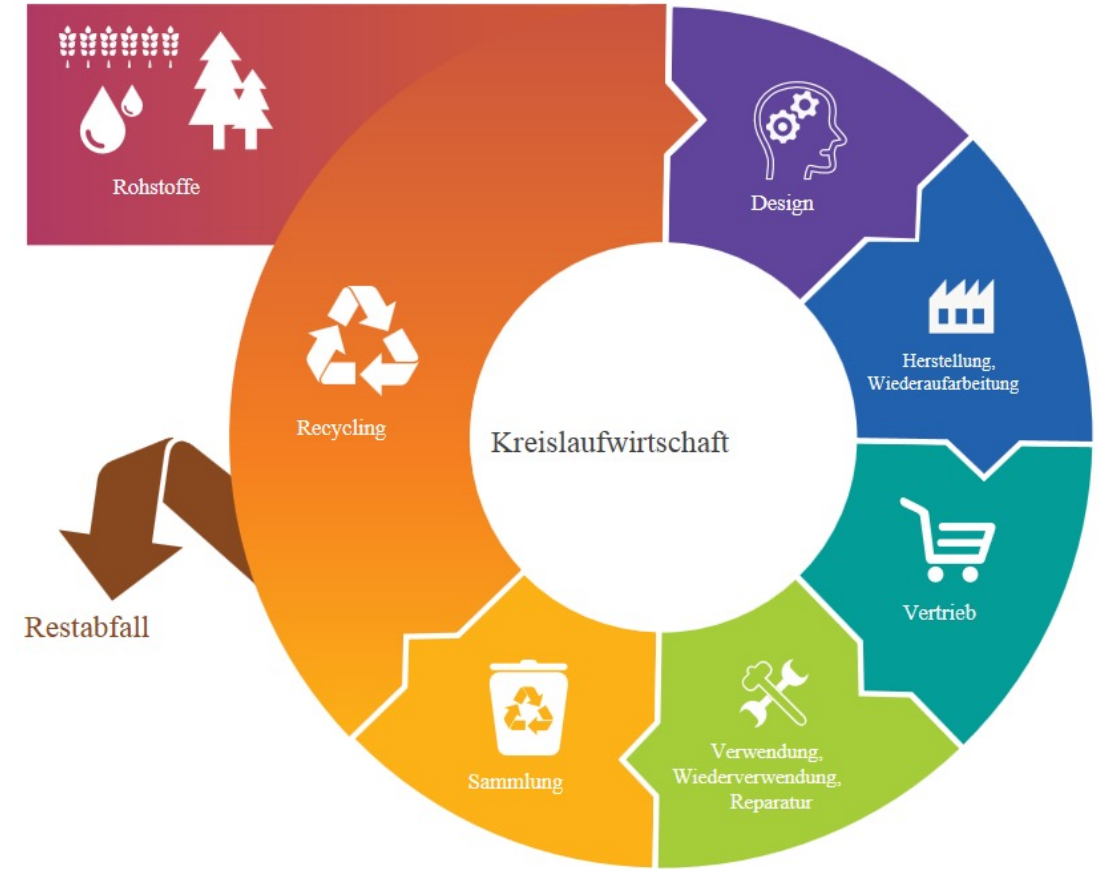 Rohstoffe
Design
Herstellung,
Wiederaufarbeitung
Recycling
Kreislaufwirtschaft
Vertrieb
Restabfall
Sammlung
Verwendung,
Wiederverwendung,
Reparatur